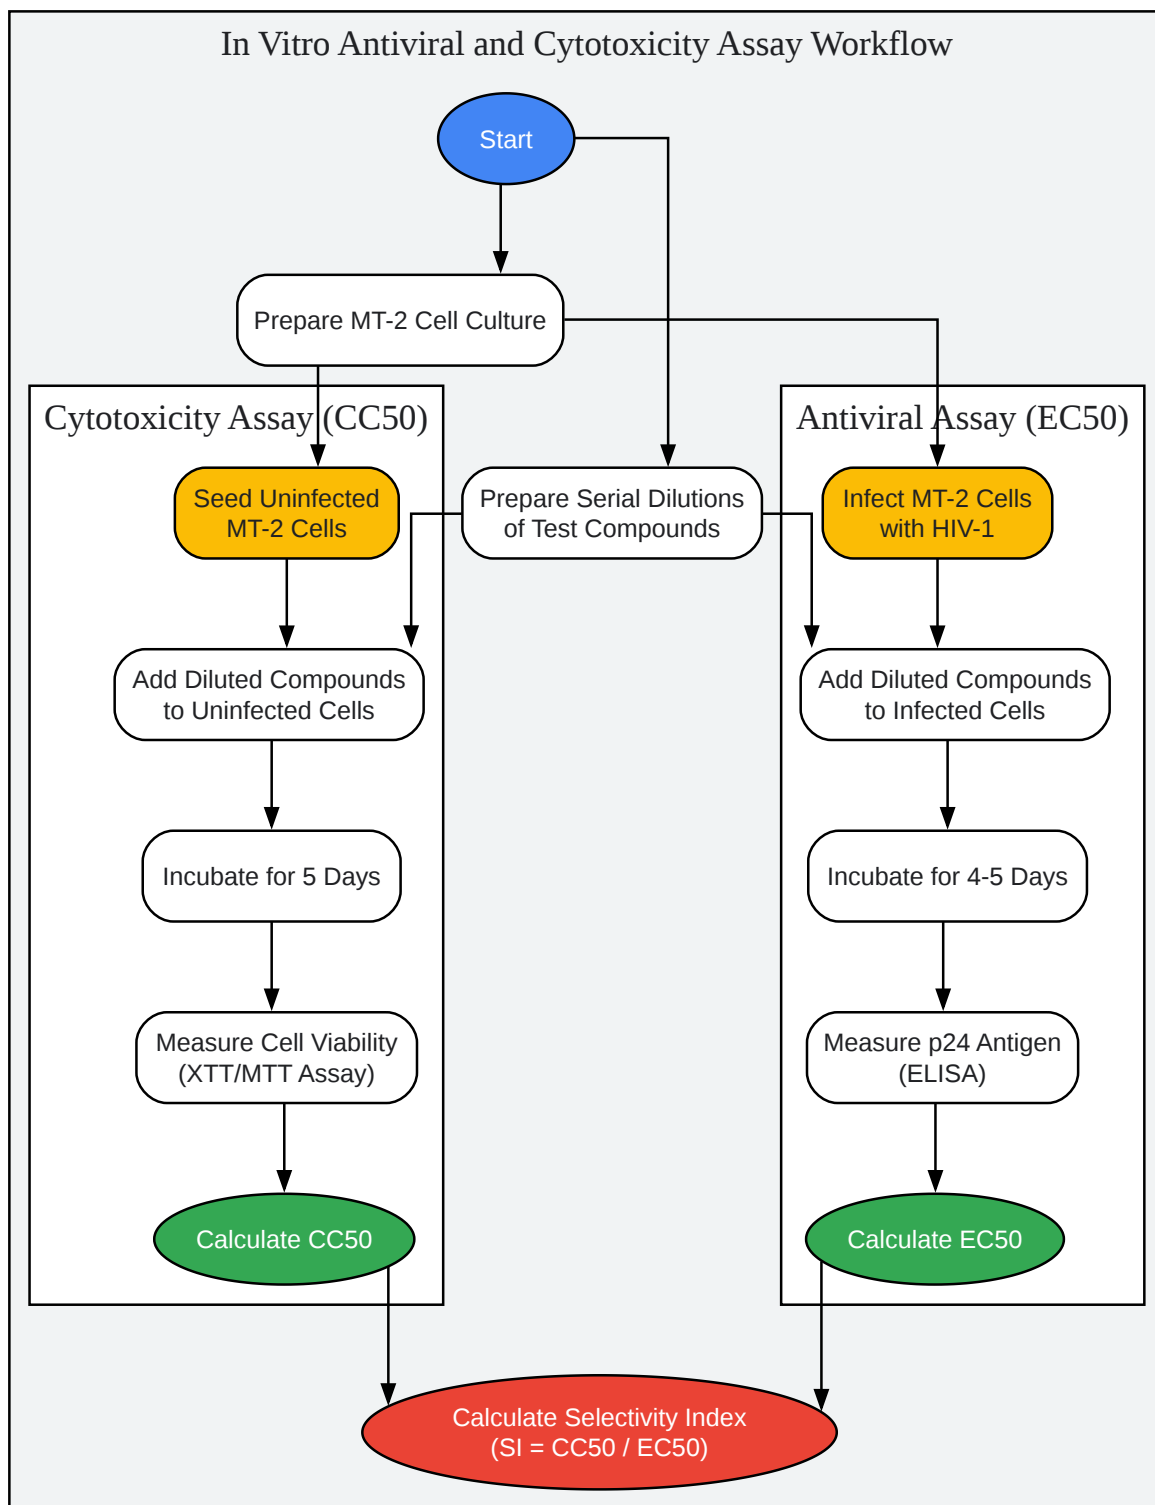 In Vitro Antiviral and Cytotoxicity Assay Workflow
Start
Prepare MT-2 Cell Culture
Cytotoxicity Assay (CC50)
Antiviral Assay (EC50)
Seed Uninfected
MT-2 Cells
Prepare Serial Dilutions
of Test Compounds
Infect MT-2 Cells
with HIV-1
Add Diluted Compounds
to Uninfected Cells
Add Diluted Compounds
to Infected Cells
Incubate for 5 Days
Incubate for 4-5 Days
Measure Cell Viability
(XTT/MTT Assay)
Measure p24 Antigen
(ELISA)
Calculate CC50
Calculate EC50
Calculate Selectivity Index
(SI = CC50 / EC50)